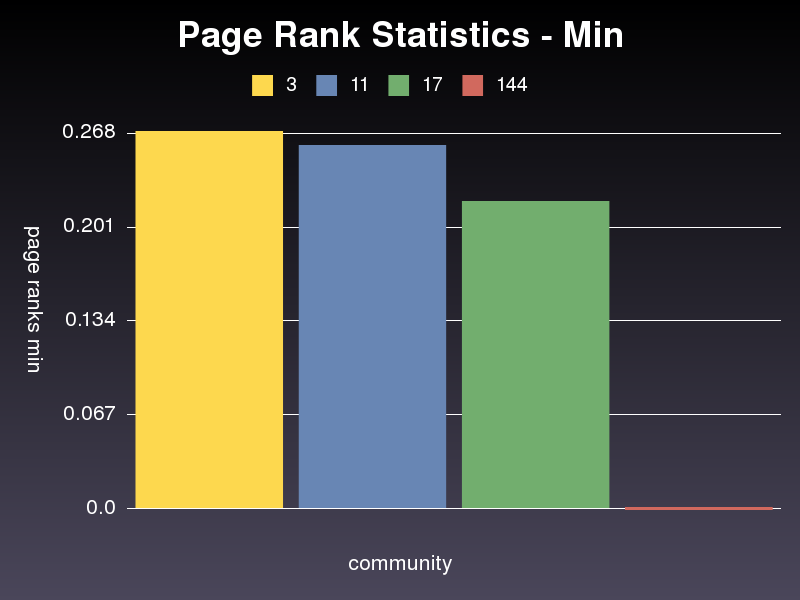 Page Rank Statistics - Min
3 11 17 144
0.268
0.201
0.134
0.067
0.0
page ranks min
community